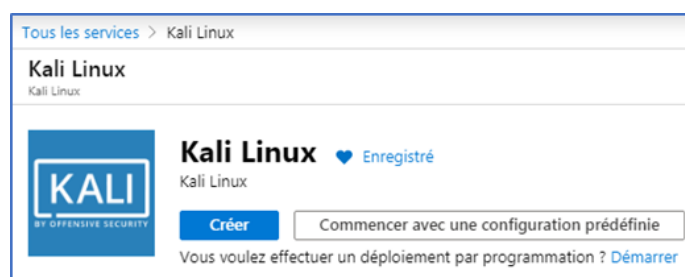 Tous les services > Kali Linux
Kali Linux
Kali Linux
KALI
BY OFFENSIVE SECURITY
Kali Linux Enregistré
Kali Linux
Créer Commencer avec une configuration prédéfinie
Vous voulez effectuer un déploiement par programmation ? Démarrer